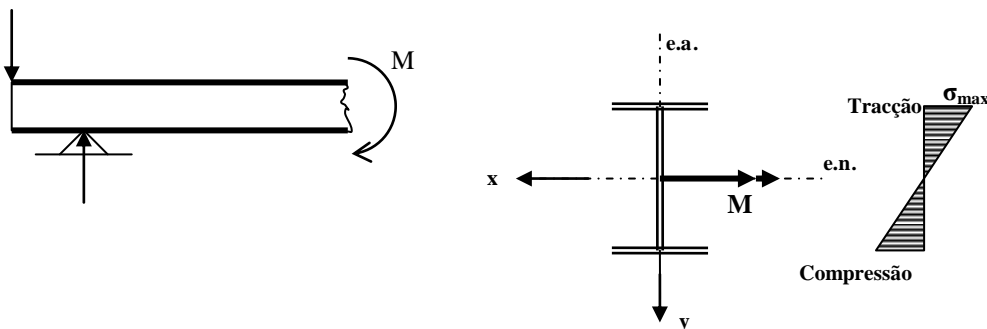 M
e.a.
Tracção
σmax
x
e.n.
M
Compressão
y